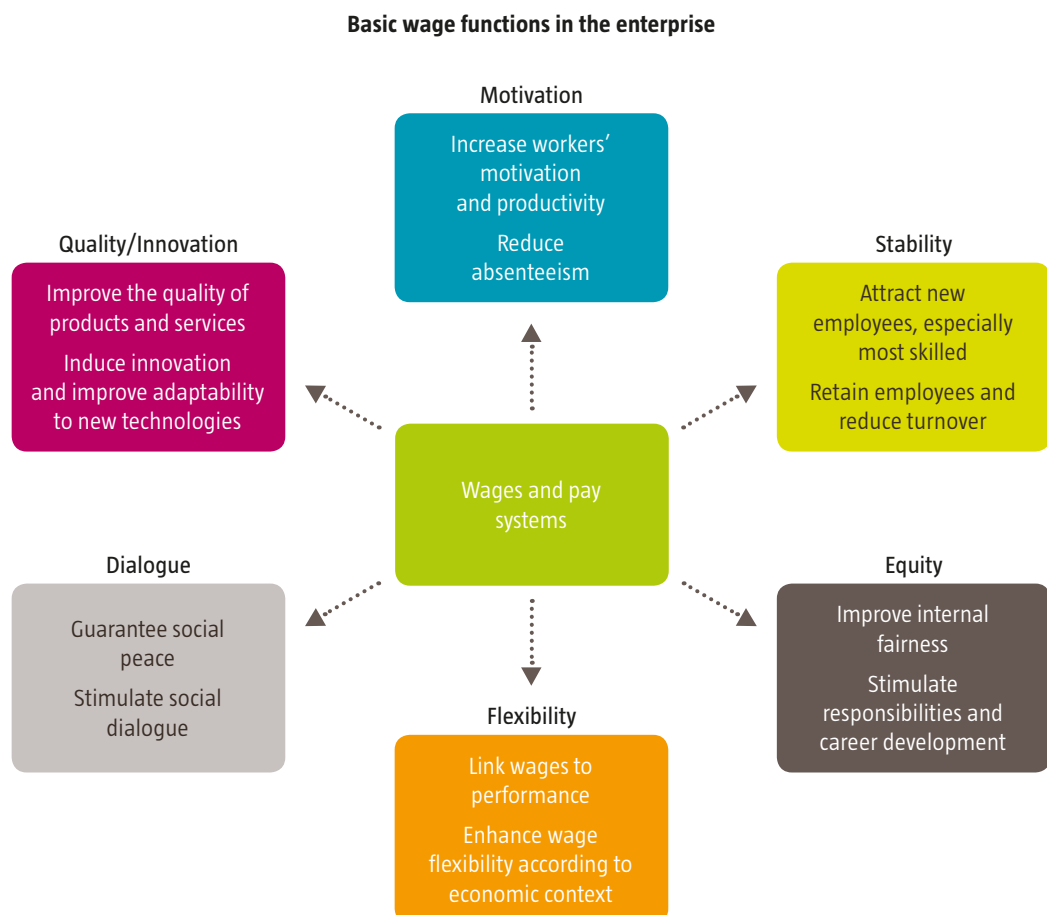 Basic wage functions in the enterprise
Motivation
Increase workers’
motivation
and productivity
Reduce
absenteeism
Quality/Innovation
Improve the quality of
products and services
Induce innovation
and improve adaptability
to new technologies
Stability
Attract new
employees, especially
most skilled
Retain employees and
reduce turnover
Wages and pay
systems
Dialogue
Guarantee social
peace
Stimulate social
dialogue
Equity
Improve internal
fairness
Stimulate
responsibilities and
career development
Flexibility
Link wages to
performance
Enhance wage
flexibility according to
economic context